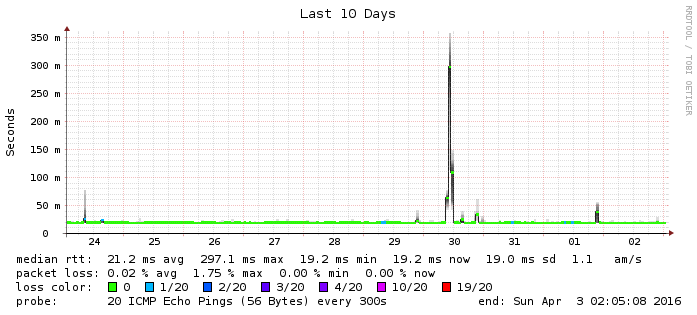 Last 10 Days
RRDTOOL / TOBI OETIKER
Seconds
350 m
300 m
250 m
200 m
150 m
100 m
50 m
0
24 25 26 27 28 29 30 31 01 02
median rtt: 21.2 ms avg 297.1 ms max 19.2 ms min 19.2 ms now 19.0 ms sd 1.1 am/s
packet loss: 0.02 % avg 1.75 % max 0.00 % min 0.00 % now
loss color: 0 1/20 2/20 3/20 4/20 10/20 19/20
probe: 20 ICMP Echo Pings (56 Bytes) every 300s end: Sun Apr 3 02:05:08 2016